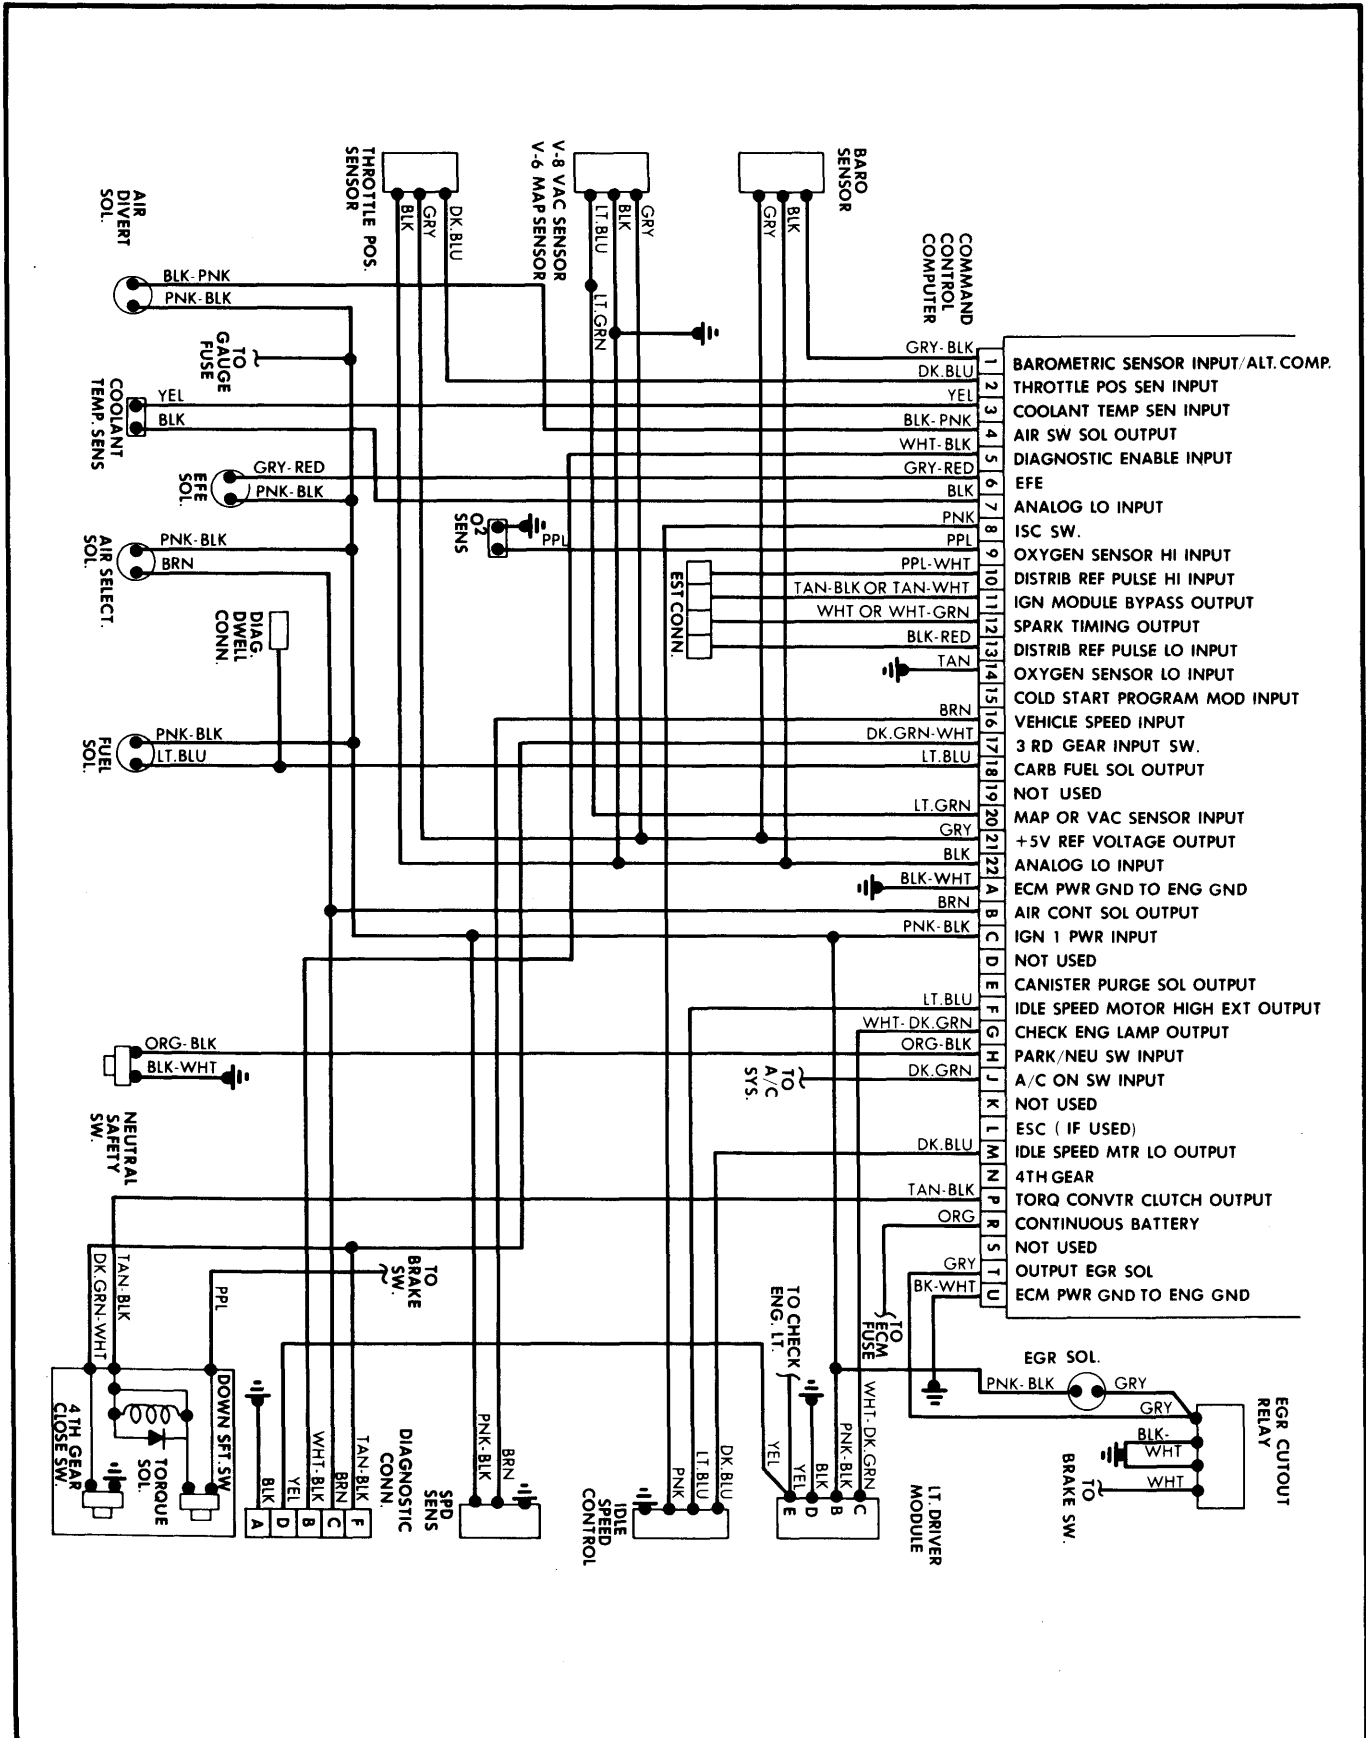 THROTTLE POS.
SENSOR
BLK
GRY
DK.BLU
V-8 VAC SENSOR
V-6 MAP SENSOR
LT.BLU
BLK
GRY
LT.GRN
BARO
SENSOR
GRY
BLK
COMMAND
CONTROL
COMPUTER
AIR
DIVERT
SOL.
BLK-PNK
PNK-BLK
TO
GAUGE
FUSE
COOLANT
TEMP. SENS
YEL
BLK
EFE
SOL.
GRY-RED
PNK-BLK
O2
SENS
PPL
AIR SELECT.
SOL.
PNK-BLK
BRN
DIAG.
DWELL
CONN.
EST CONN.
FUEL
SOL.
PNK-BLK
LT.BLU
GRY-BLK 1 BAROMETRIC SENSOR INPUT/ALT. COMP.
DK.BLU 2 THROTTLE POS SEN INPUT
YEL 3 COOLANT TEMP SEN INPUT
BLK-PNK 4 AIR SW SOL OUTPUT
WHT-BLK 5 DIAGNOSTIC ENABLE INPUT
GRY-RED 6 EFE
BLK 7 ANALOG LO INPUT
PNK 8 ISC SW.
PPL 9 OXYGEN SENSOR HI INPUT
PPL-WHT 10 DISTRIB REF PULSE HI INPUT
TAN-BLK OR TAN-WHT 11 IGN MODULE BYPASS OUTPUT
WHT OR WHT-GRN 12 SPARK TIMING OUTPUT
BLK-RED 13 DISTRIB REF PULSE LO INPUT
TAN 14 OXYGEN SENSOR LO INPUT
15 COLD START PROGRAM MOD INPUT
BRN 16 VEHICLE SPEED INPUT
DK.GRN-WHT 17 3 RD GEAR INPUT SW.
LT.BLU 18 CARB FUEL SOL OUTPUT
19 NOT USED
LT.GRN 20 MAP OR VAC SENSOR INPUT
GRY 21 +5V REF VOLTAGE OUTPUT
BLK 22 ANALOG LO INPUT
BLK-WHT A ECM PWR GND TO ENG GND
BRN B AIR CONT SOL OUTPUT
PNK-BLK C IGN 1 PWR INPUT
D NOT USED
E CANISTER PURGE SOL OUTPUT
LT.BLU F IDLE SPEED MOTOR HIGH EXT OUTPUT
WHT-DK.GRN G CHECK ENG LAMP OUTPUT
ORG-BLK H PARK/NEU SW INPUT
DK.GRN J A/C ON SW INPUT
K NOT USED
L ESC ( IF USED)
DK.BLU M IDLE SPEED MTR LO OUTPUT
N 4TH GEAR
TAN-BLK P TORQ CONVTR CLUTCH OUTPUT
ORG R CONTINUOUS BATTERY
S NOT USED
GRY T OUTPUT EGR SOL
BK-WHT U ECM PWR GND TO ENG GND
ORG-BLK
BLK-WHT
NEUTRAL
SAFETY
SW.
TO
A/C
SYS.
TO
BRAKE
SW.
TO CHECK
ENG. LT.
TO
ECM
FUSE
DK.GRN-WHT
TAN-BLK
PPL
4TH GEAR
CLOSE SW.
TORQUE
SOL.
DOWN SFT.SW
BLK
YEL
WHT-BLK
BRN
TAN-BLK
A D B C F
DIAGNOSTIC
CONN.
PNK-BLK
BRN
SPD
SENS
PNK
LT.BLU
DK.BLU
IDLE
SPEED
CONTROL
YEL
YEL
BLK
PNK-BLK
WHT-DK.GRN
E D B C
LT. DRIVER
MODULE
EGR SOL.
PNK-BLK
GRY
GRY
BLK-
WHT
WHT
TO
BRAKE SW.
EGR CUTOUT
RELAY